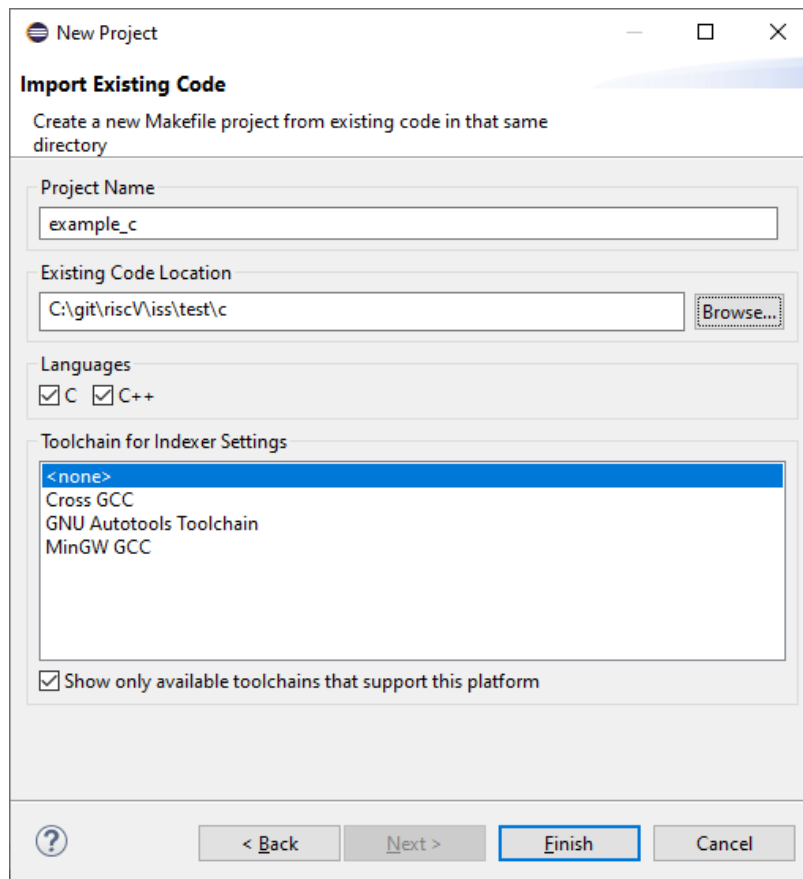 New Project
Import Existing Code
Create a new Makefile project from existing code in that same
directory
Project Name
example_c
Existing Code Location
C:\git\riscV\iss\test\c
Browse...
Languages
C C++
Toolchain for Indexer Settings
<none>
Cross GCC
GNU Autotools Toolchain
MinGW GCC
Show only available toolchains that support this platform
? < Back Next > Finish Cancel